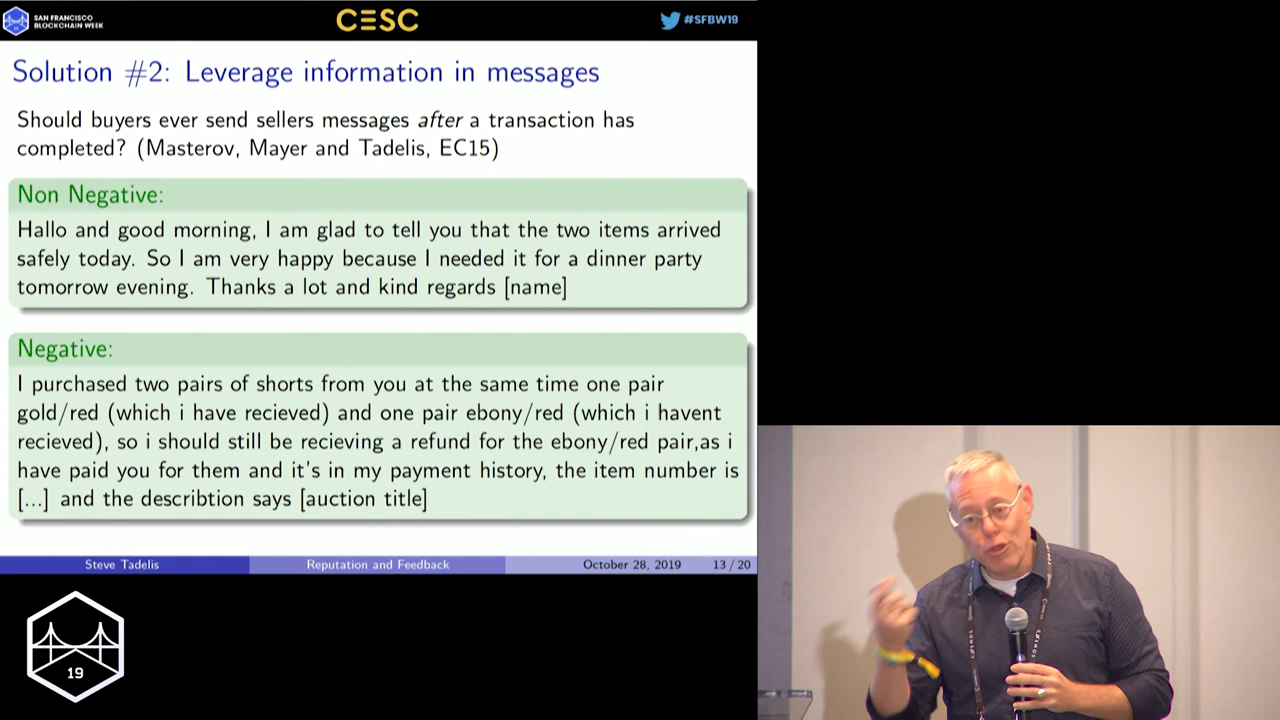 SAN FRANCISCO
BLOCKCHAIN WEEK
CESC
#SFBW19
Solution #2: Leverage information in messages
Should buyers ever send sellers messages after a transaction has
completed? (Masterov, Mayer and Tadelis, EC15)
Non Negative:
Hallo and good morning, I am glad to tell you that the two items arrived
safely today. So I am very happy because I needed it for a dinner party
tomorrow evening. Thanks a lot and kind regards [name]
Negative:
I purchased two pairs of shorts from you at the same time one pair
gold/red (which i have recieved) and one pair ebony/red (which i havent
recieved), so i should still be recieving a refund for the ebony/red pair,as i
have paid you for them and it's in my payment history, the item number is
[...] and the describtion says [auction title]
Steve Tadelis
Reputation and Feedback
October 28, 2019
13 / 20
19